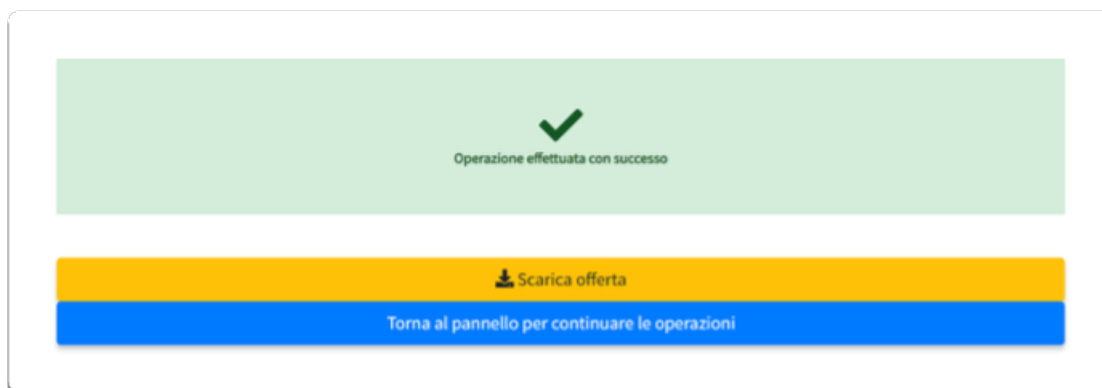 Operazione effettuata con successo
Scarica offerta
Torna al pannello per continuare le operazioni